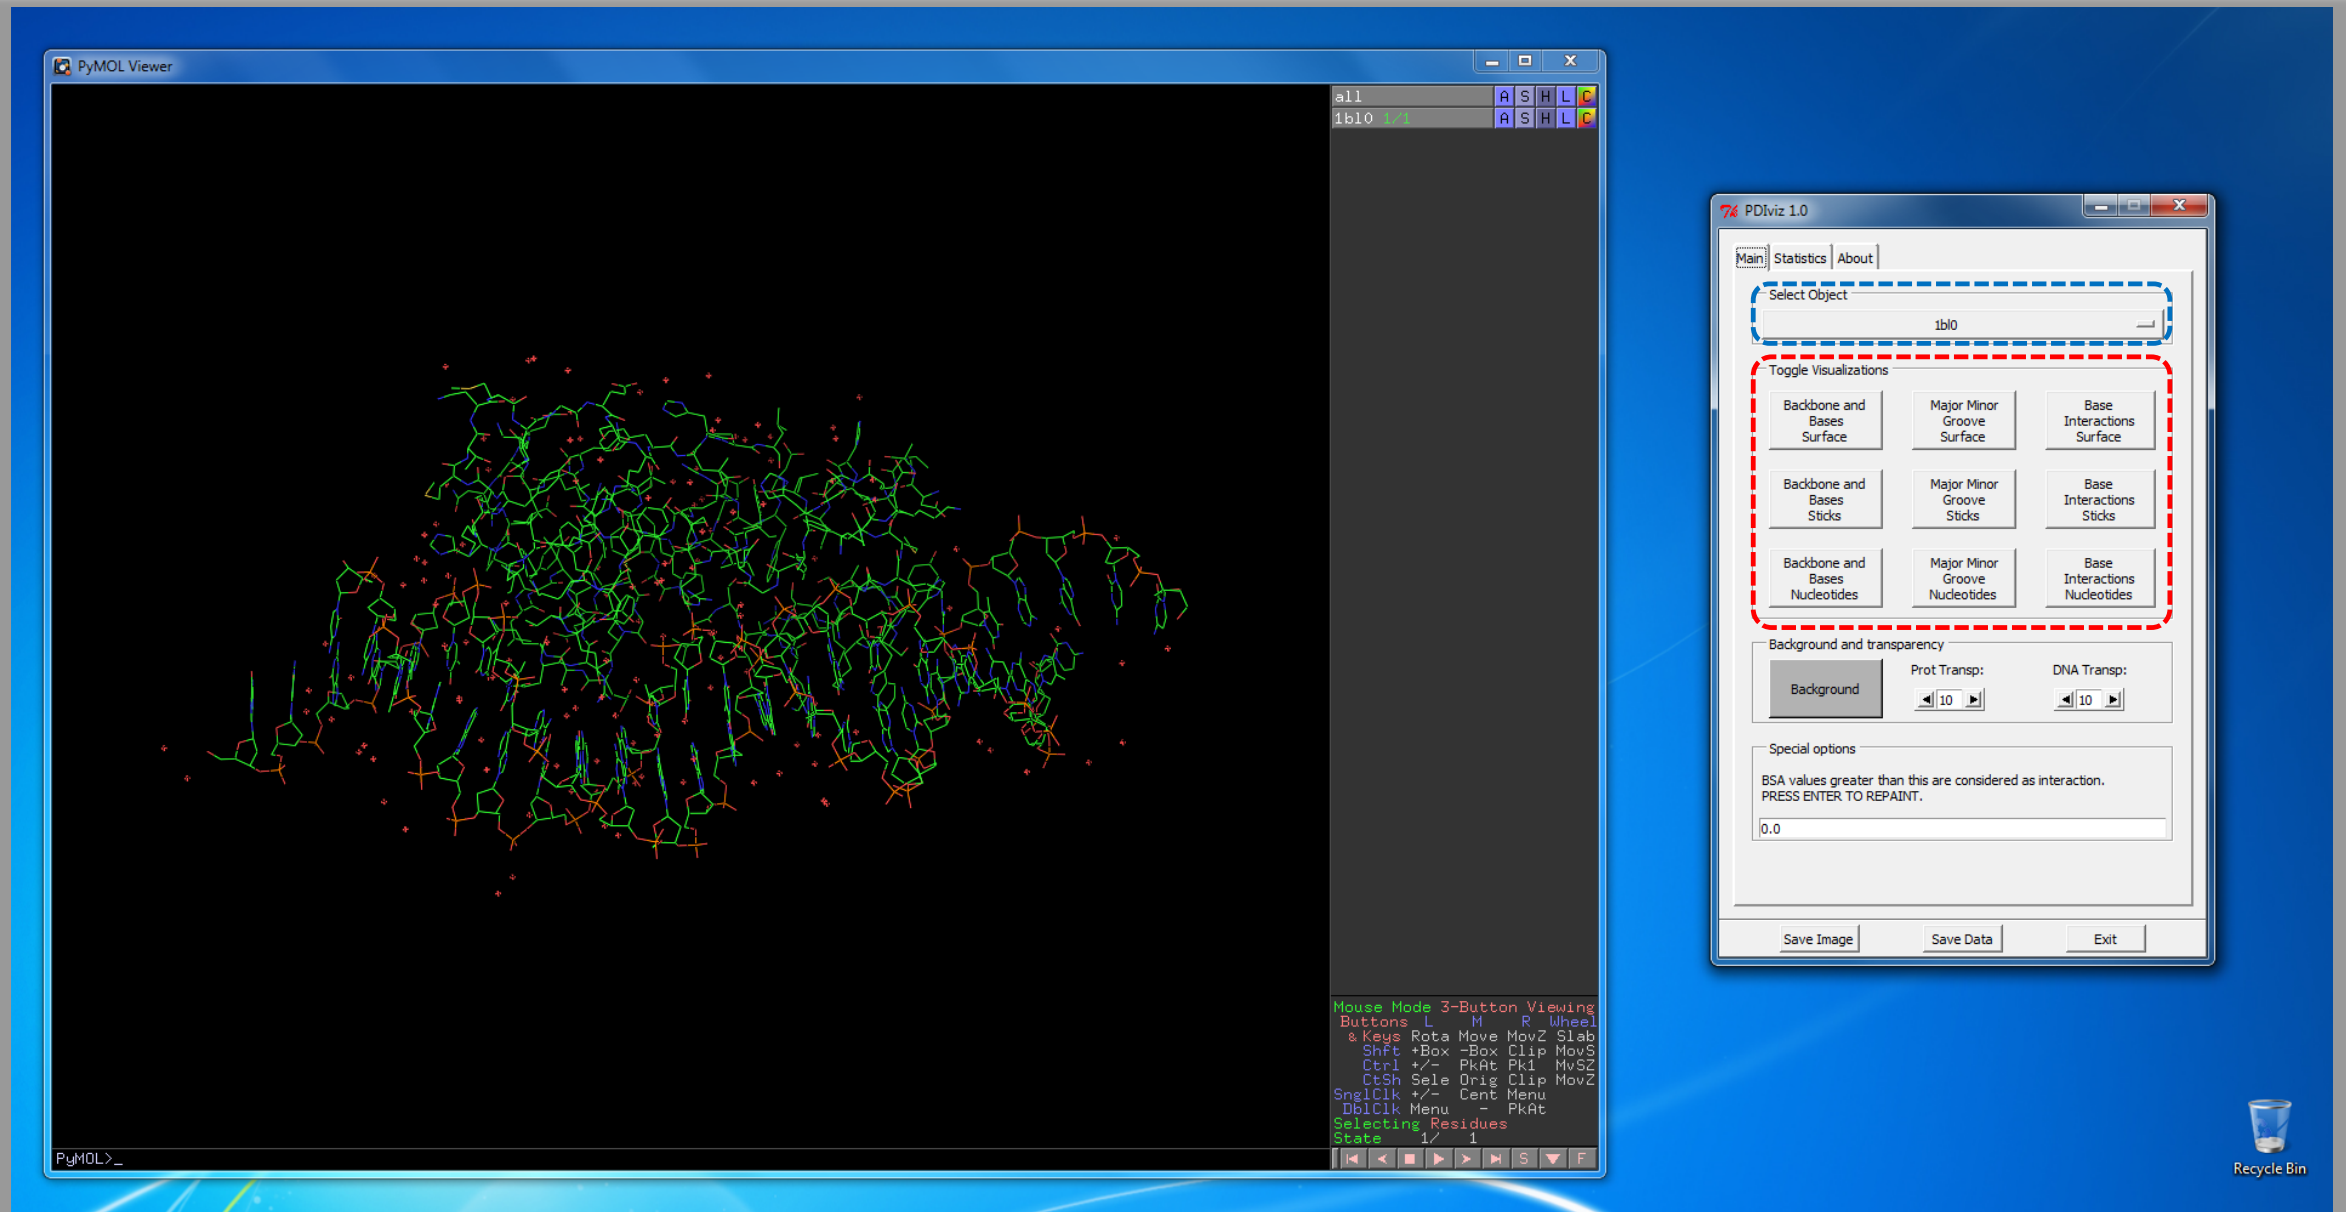 PyMOL Viewer
all A S H L C
1bl0 1/1 A S H L C
Mouse Mode 3-Button Viewing
Buttons L M R Wheel
& Keys Rota Move MovZ Slab
Shft +Box -Box Clip MovS
Ctrl +/- PkAt Pk1 MvSZ
CtSh Sele Orig Clip MovZ
SnglClk +/- Cent Menu
DblClk Menu - PkAt
Selecting Residues
State 1/ 1
S F
PyMOL>_
PDIviz 1.0
Main Statistics About
Select Object
1bl0
Toggle Visualizations
Backbone and
Bases
Surface
Major Minor
Groove
Surface
Base
Interactions
Surface
Backbone and
Bases
Sticks
Major Minor
Groove
Sticks
Base
Interactions
Sticks
Backbone and
Bases
Nucleotides
Major Minor
Groove
Nucleotides
Base
Interactions
Nucleotides
Background and transparency
Background
Prot Transp:
10
DNA Transp:
10
Special options
BSA values greater than this are considered as interaction.
PRESS ENTER TO REPAINT.
0.0
Save Image Save Data Exit
Recycle Bin